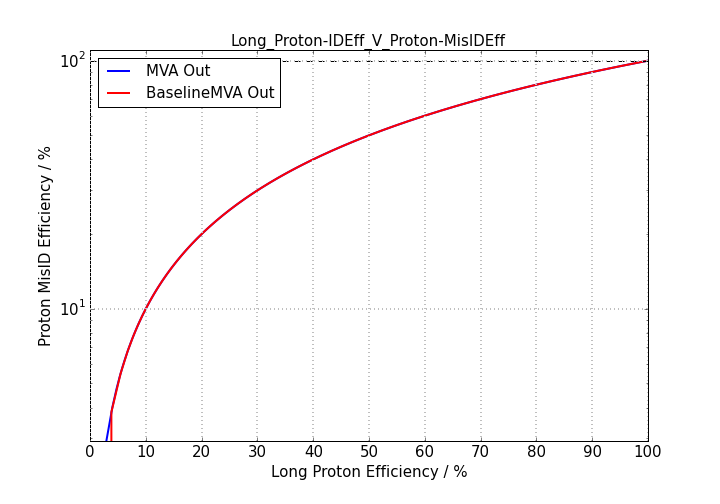 Long_Proton-IDEff_V_Proton-MisIDEff
MVA Out
BaselineMVA Out
Proton MisID Efficiency / %
10²
10¹
0 10 20 30 40 50 60 70 80 90 100
Long Proton Efficiency / %